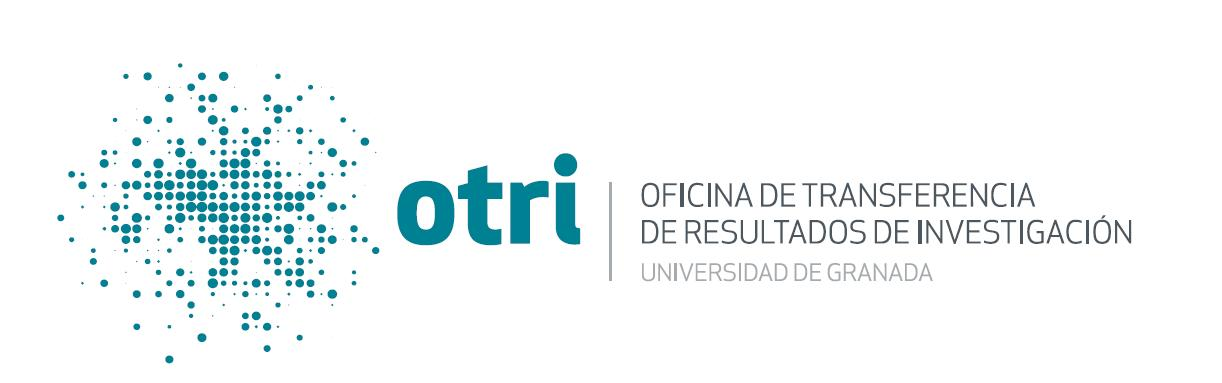 otri
OFICINA DE TRANSFERENCIA
DE RESULTADOS DE INVESTIGACIÓN
UNIVERSIDAD DE GRANADA